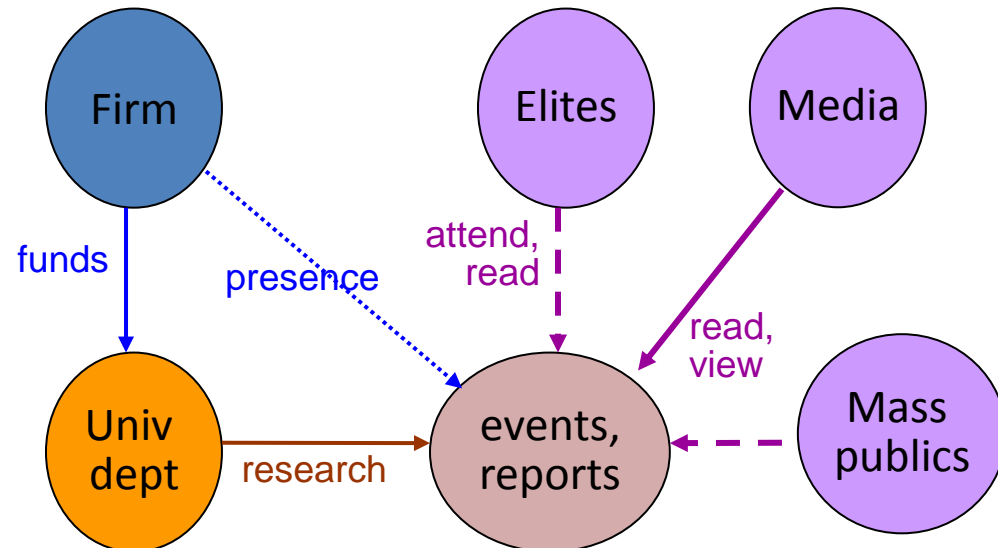 Firm
Elites
Media
funds
presence
attend,
read
read,
view
Univ
dept
research
events,
reports
Mass
publics